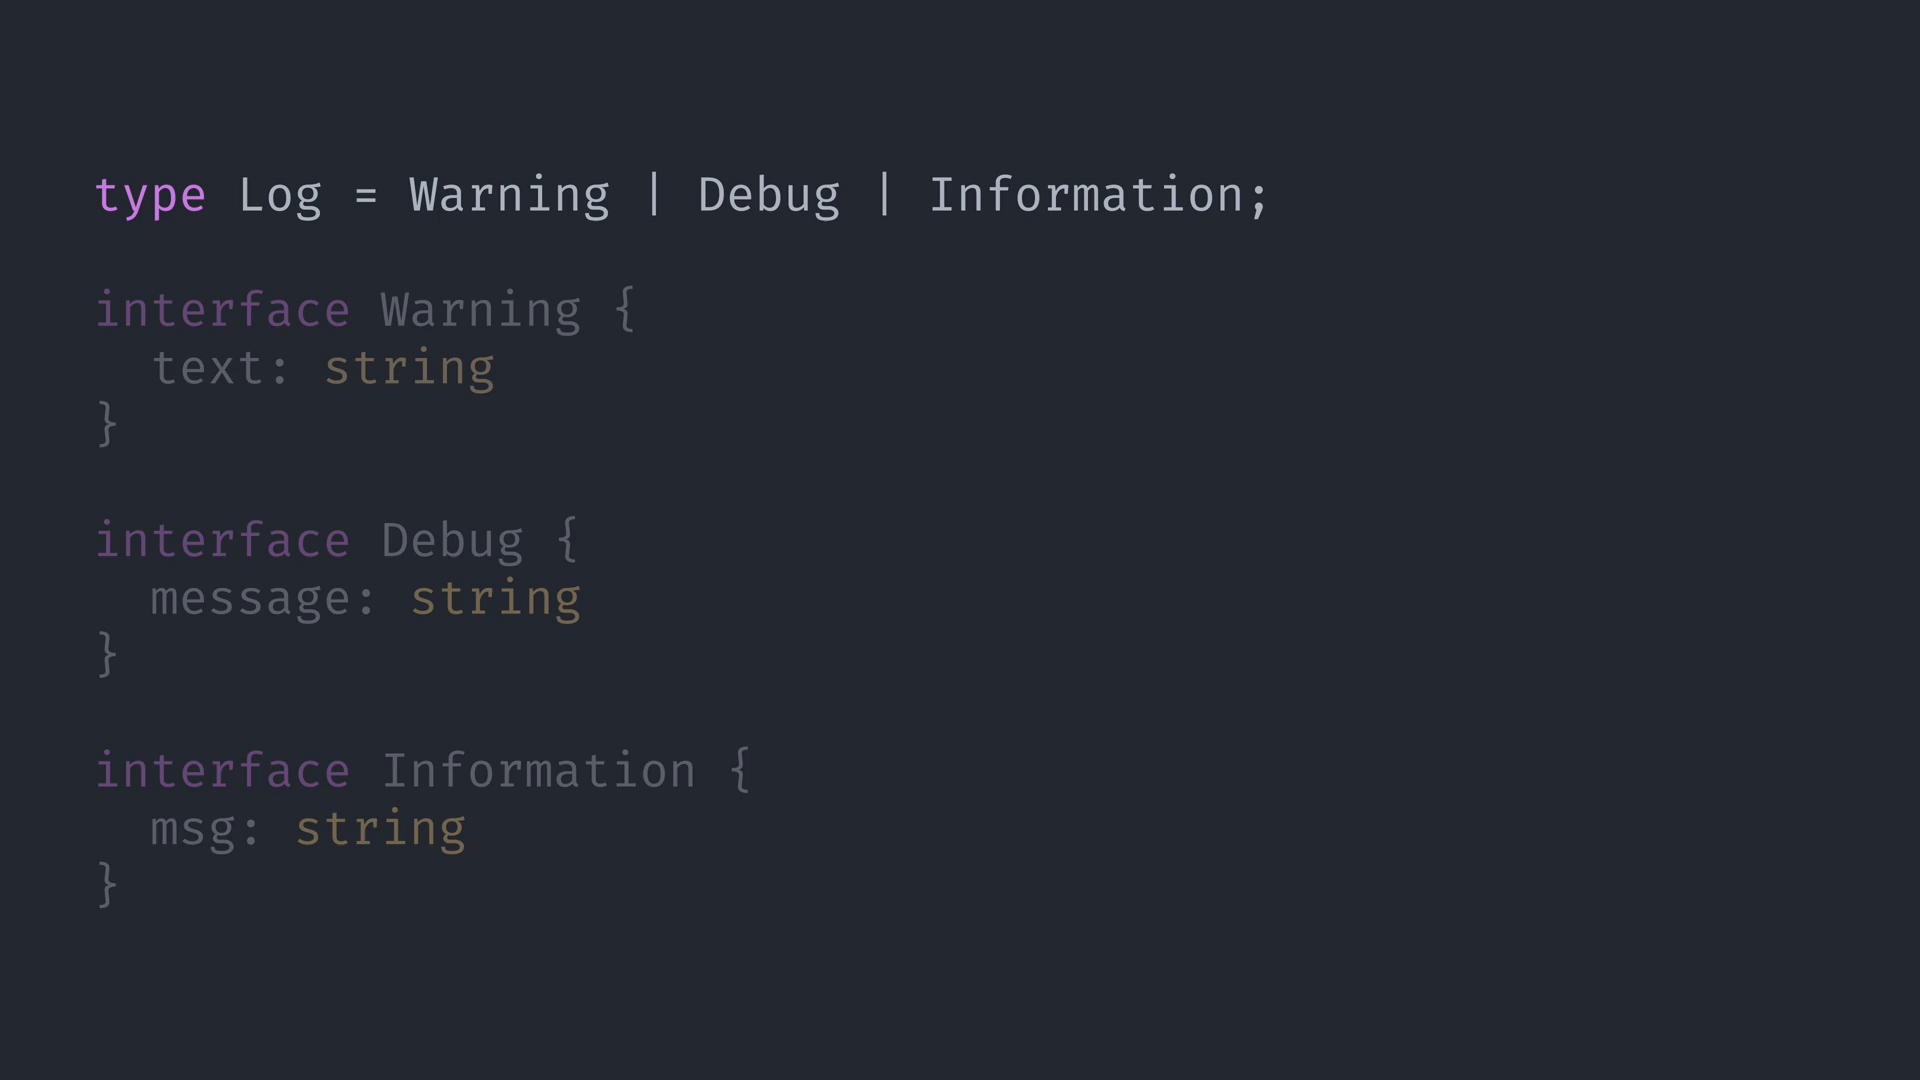 type Log = Warning | Debug | Information;
interface Warning {
  text: string
}
interface Debug {
  message: string
}
interface Information {
  msg: string
}